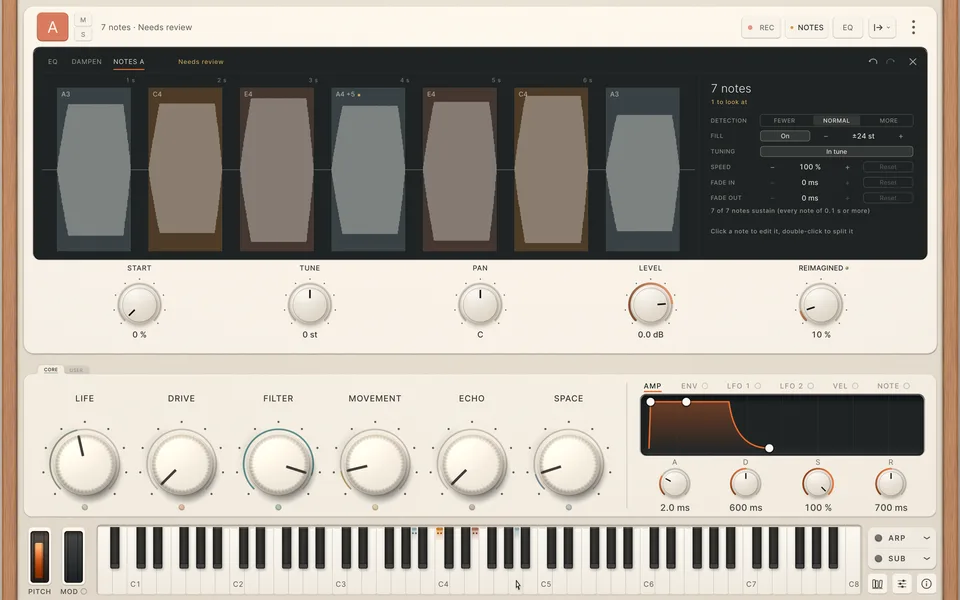 A
M
S
7 notes · Needs review
REC
NOTES
EQ
EQ
DAMPEN
NOTES A
Needs review
1 s
2 s
3 s
4 s
5 s
6 s
A3
C4
E4
A4 +5
E4
C4
A3
7 notes
1 to look at
DETECTION
FEWER
NORMAL
MORE
FILL
On
−
±24 st
+
TUNING
In tune
SPEED
−
100 %
+
Reset
FADE IN
−
0 ms
+
Reset
FADE OUT
−
0 ms
+
Reset
7 of 7 notes sustain (every note of 0.1 s or more)
Click a note to edit it, double-click to split it
START
TUNE
PAN
LEVEL
REIMAGINED
0 %
0 st
C
0.0 dB
10 %
CORE
USER
LIFE
DRIVE
FILTER
MOVEMENT
ECHO
SPACE
AMP
ENV
LFO 1
LFO 2
VEL
NOTE
A
D
S
R
2.0 ms
600 ms
100 %
700 ms
PITCH
MOD
C1
C2
C3
C4
C5
C6
C7
C8
ARP
SUB